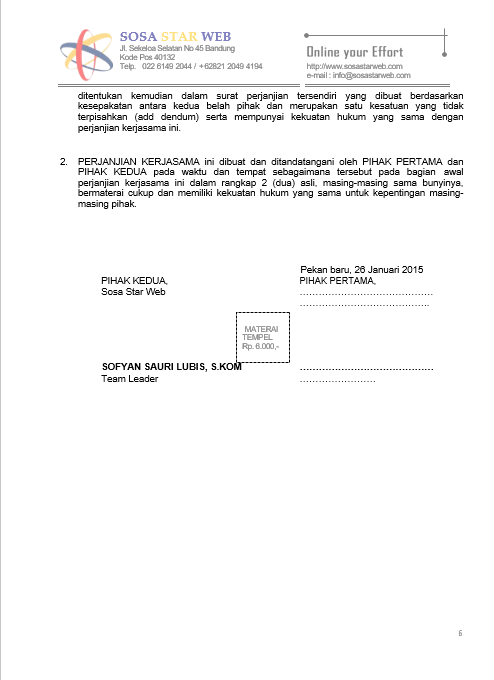 SOSA STAR WEB
Jl. Sekeloa Selatan No 45 Bandung
Kode Pos 40132
Telp. 022 6149 2044 / +62821 2049 4194
Online your Effort
http://www.sosastarweb.com
e-mail : info@sosastarweb.com
ditentukan kemudian dalam surat perjanjian tersendiri yang dibuat berdasarkan
kesepakatan antara kedua belah pihak dan merupakan satu kesatuan yang tidak
terpisahkan (add dendum) serta mempunyai kekuatan hukum yang sama dengan
perjanjian kerjasama ini.
2. PERJANJIAN KERJASAMA ini dibuat dan ditandatangani oleh PIHAK PERTAMA dan
PIHAK KEDUA pada waktu dan tempat sebagaimana tersebut pada bagian awal
perjanjian kerjasama ini dalam rangkap 2 (dua) asli, masing-masing sama bunyinya,
bermaterai cukup dan memiliki kekuatan hukum yang sama untuk kepentingan masing-
masing pihak.
Pekan baru, 26 Januari 2015
PIHAK KEDUA,
Sosa Star Web
PIHAK PERTAMA,
……………………………………
…………………………………..
MATERAI
TEMPEL
Rp. 6.000,-
SOFYAN SAURI LUBIS, S.KOM
Team Leader
……………………………………
……………………
6